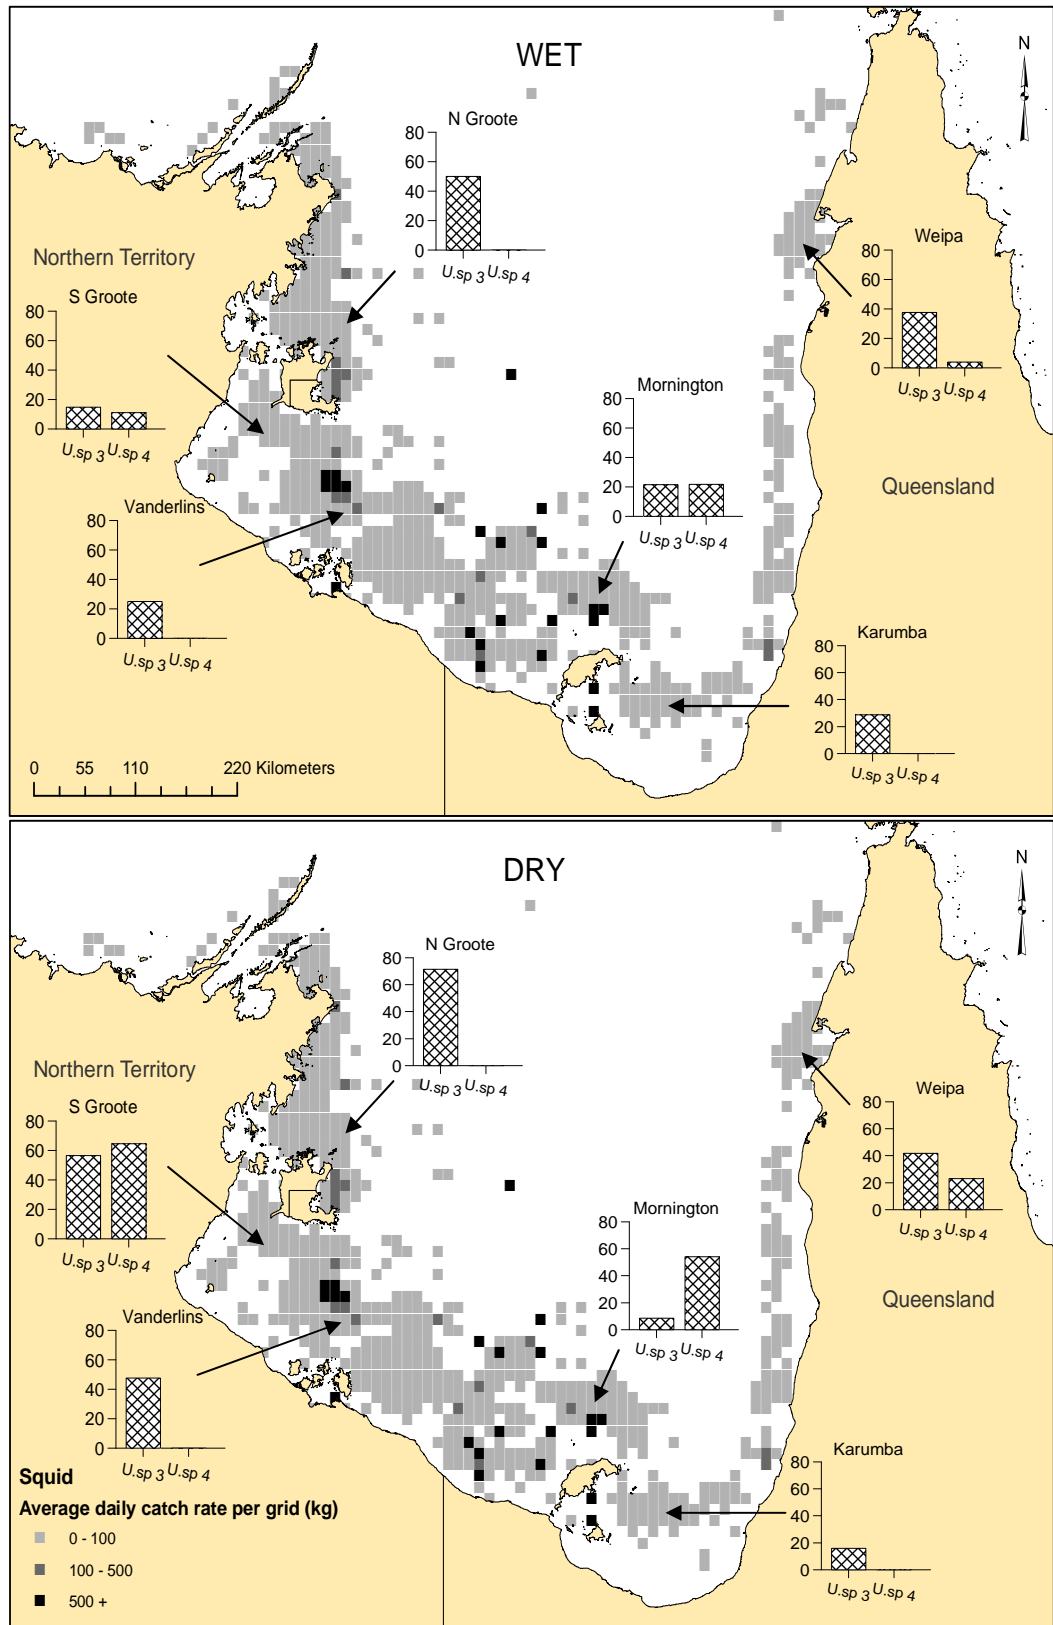 WET
N
N Groote
80
60
40
20
0
U.sp 3 U.sp 4
Northern Territory
S Groote
80
60
40
20
0
U.sp 3 U.sp 4
Weipa
80
60
40
20
0
U.sp 3 U.sp 4
Mornington
80
60
40
20
0
U.sp 3 U.sp 4
Queensland
Vanderlins
80
60
40
20
0
U.sp 3 U.sp 4
Karumba
80
60
40
20
0
U.sp 3 U.sp 4
0 55 110 220 Kilometers
DRY
N
N Groote
80
60
40
20
0
U.sp 3 U.sp 4
Northern Territory
S Groote
80
60
40
20
0
U.sp 3 U.sp 4
Weipa
80
60
40
20
0
U.sp 3 U.sp 4
Mornington
80
60
40
20
0
U.sp 3 U.sp 4
Queensland
Vanderlins
80
60
40
20
0
U.sp 3 U.sp 4
Karumba
80
60
40
20
0
U.sp 3 U.sp 4
Squid
Average daily catch rate per grid (kg)
0 - 100
100 - 500
500 +